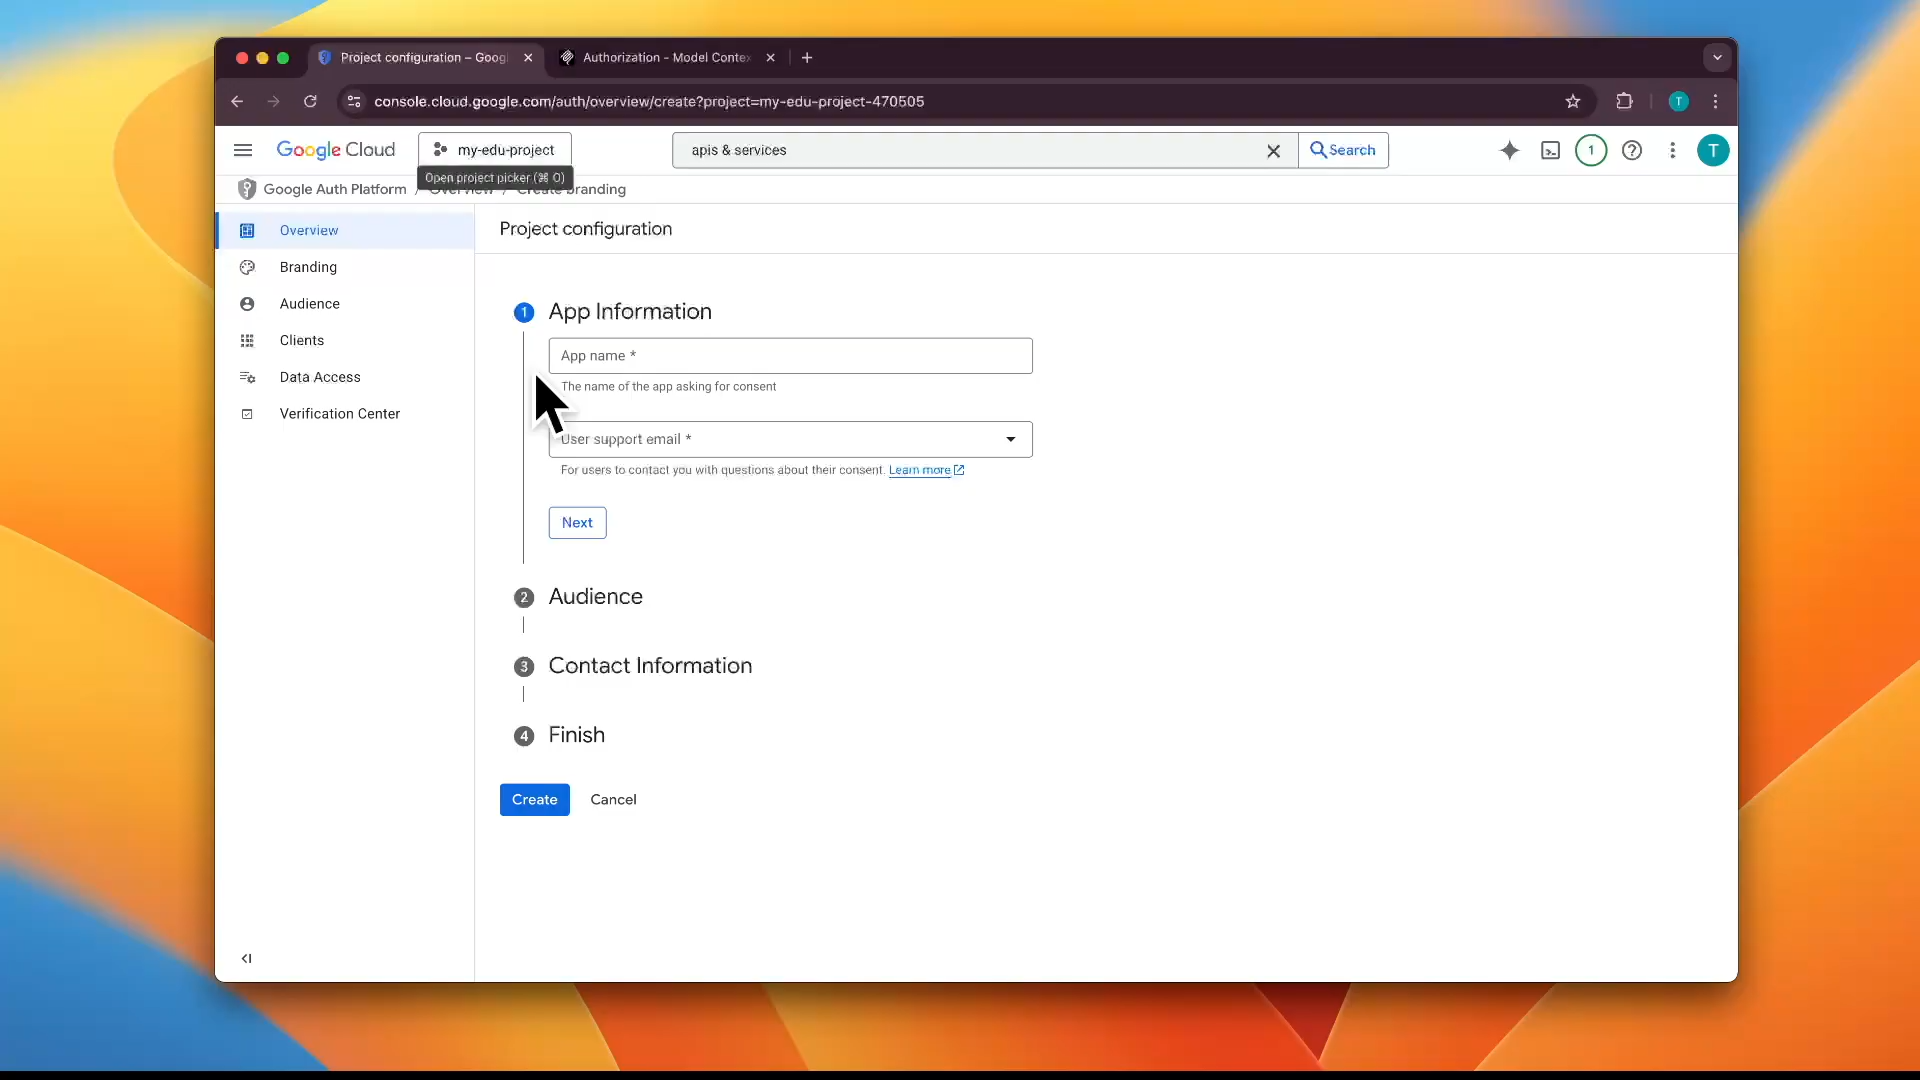 Project configuration – Googl
Authorization - Model Contex
console.cloud.google.com/auth/overview/create?project=my-edu-project-470505
T
Google Cloud
my-edu-project
apis & services
Search
1
T
Open project picker (⌘ O)
Google Auth Platform / Overview / Create branding
Overview
Branding
Audience
Clients
Data Access
Verification Center
Project configuration
1 App Information
App name *
The name of the app asking for consent
User support email *
For users to contact you with questions about their consent. Learn more
Next
2 Audience
3 Contact Information
4 Finish
Create
Cancel